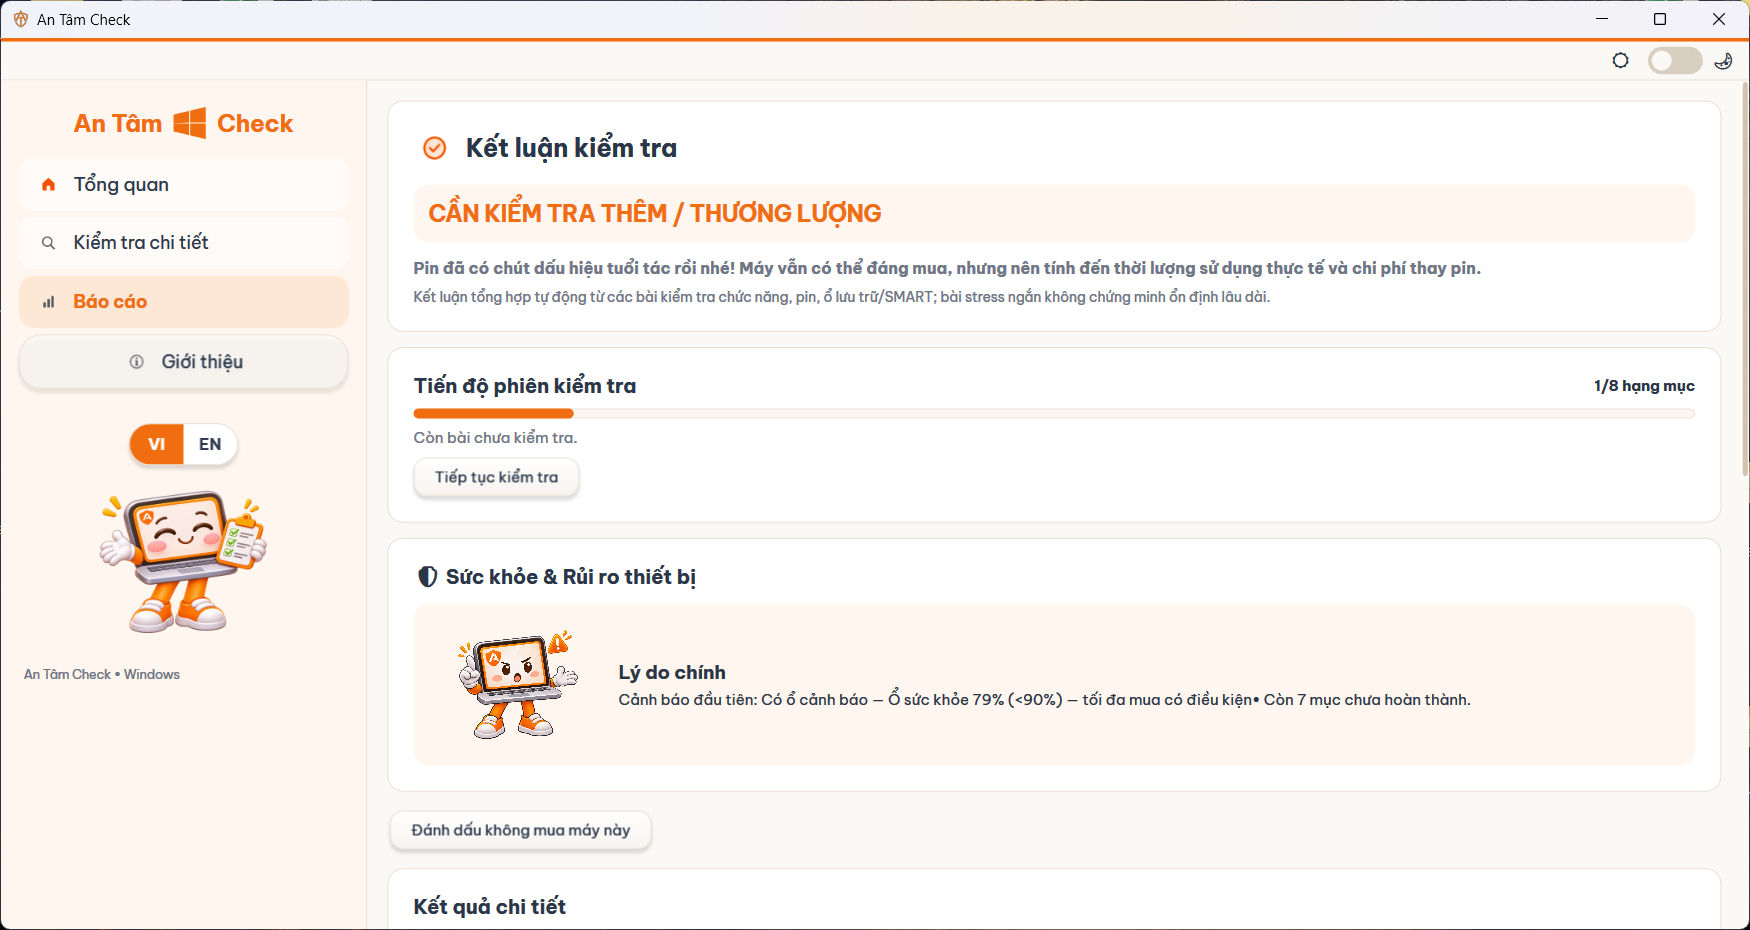 An Tâm Check
An Tâm Check
Tổng quan
Kiểm tra chi tiết
Báo cáo
Giới thiệu
VI EN
An Tâm Check • Windows
Kết luận kiểm tra
CẦN KIỂM TRA THÊM / THƯƠNG LƯỢNG
Pin đã có chút dấu hiệu tuổi tác rồi nhé! Máy vẫn có thể đáng mua, nhưng nên tính đến thời lượng sử dụng thực tế và chi phí thay pin.
Kết luận tổng hợp tự động từ các bài kiểm tra chức năng, pin, ổ lưu trữ/SMART; bài stress ngắn không chứng minh ổn định lâu dài.
Tiến độ phiên kiểm tra 1/8 hạng mục
Còn bài chưa kiểm tra.
Tiếp tục kiểm tra
Sức khỏe & Rủi ro thiết bị
Lý do chính
Cảnh báo đầu tiên: Có ổ cảnh báo — Ổ sức khỏe 79% (<90%) — tối đa mua có điều kiện• Còn 7 mục chưa hoàn thành.
Đánh dấu không mua máy này
Kết quả chi tiết